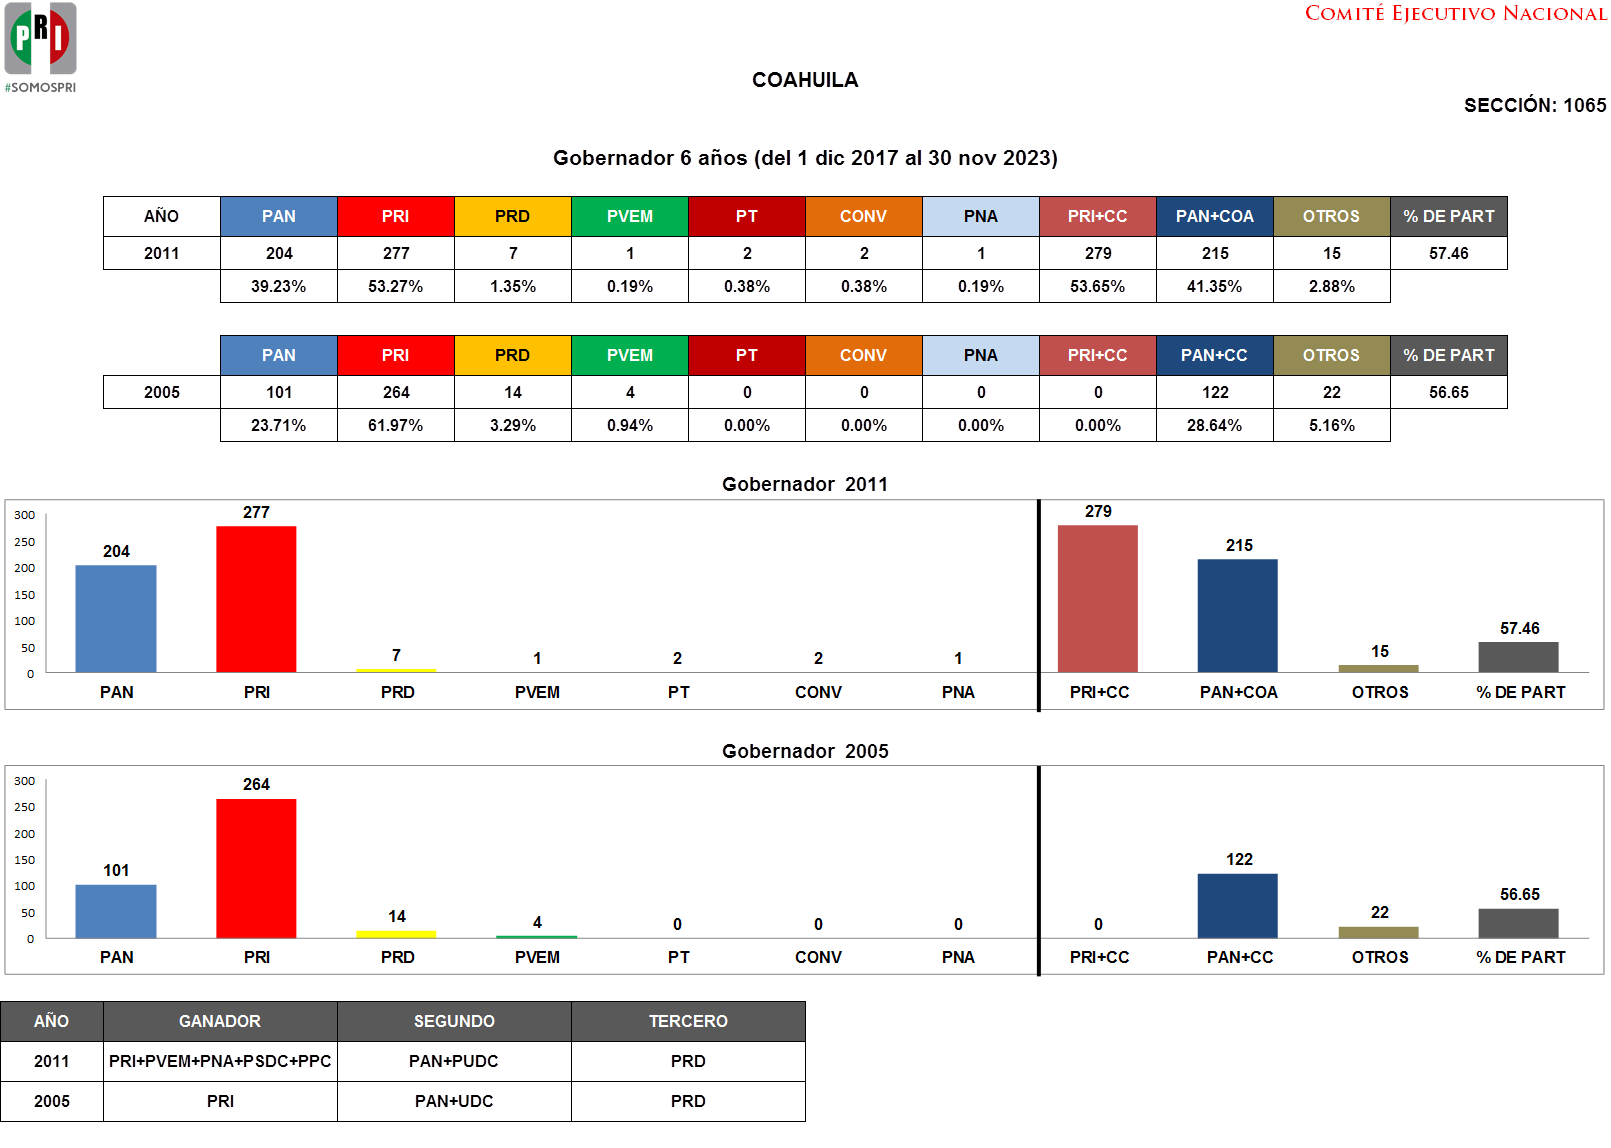 PRI
#SOMOSPRI
COMITÉ EJECUTIVO NACIONAL
COAHUILA
SECCIÓN: 1065
Gobernador 6 años (del 1 dic 2017 al 30 nov 2023)
AÑO PAN PRI PRD PVEM PT CONV PNA PRI+CC PAN+COA OTROS % DE PART
2011 204 277 7 1 2 2 1 279 215 15 57.46
39.23% 53.27% 1.35% 0.19% 0.38% 0.38% 0.19% 53.65% 41.35% 2.88%
PAN PRI PRD PVEM PT CONV PNA PRI+CC PAN+CC OTROS % DE PART
2005 101 264 14 4 0 0 0 0 122 22 56.65
23.71% 61.97% 3.29% 0.94% 0.00% 0.00% 0.00% 0.00% 28.64% 5.16%
Gobernador 2011
300
250
200
150
100
50
0
204 277 7 1 2 2 1 279 215 15 57.46
PAN PRI PRD PVEM PT CONV PNA PRI+CC PAN+COA OTROS % DE PART
Gobernador 2005
300
250
200
150
100
50
0
101 264 14 4 0 0 0 0 122 22 56.65
PAN PRI PRD PVEM PT CONV PNA PRI+CC PAN+CC OTROS % DE PART
AÑO GANADOR SEGUNDO TERCERO
2011 PRI+PVEM+PNA+PSDC+PPC PAN+PUDC PRD
2005 PRI PAN+UDC PRD